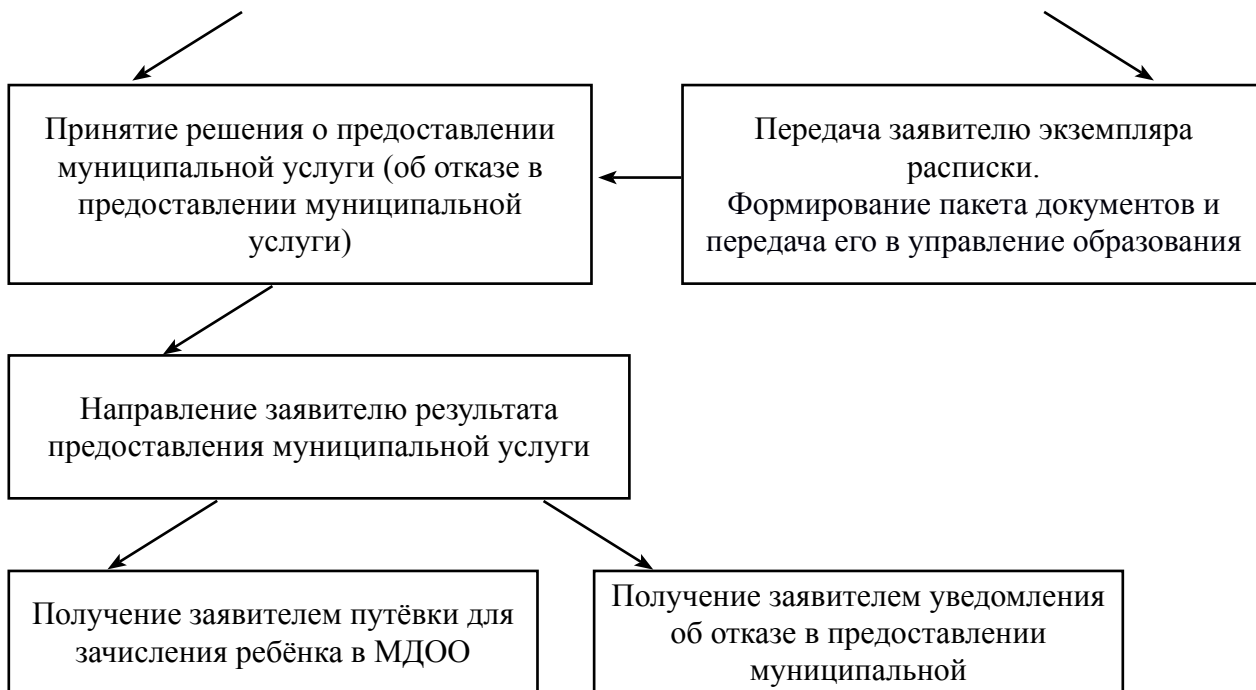 Принятие решения о предоставлении
муниципальной услуги (об отказе в
предоставлении муниципальной
услуги)
Передача заявителю экземпляра
расписки.
Формирование пакета документов и
передача его в управление образования
Направление заявителю результата
предоставления муниципальной услуги
Получение заявителем путёвки для
зачисления ребёнка в МДОО
Получение заявителем уведомления
об отказе в предоставлении
муниципальной